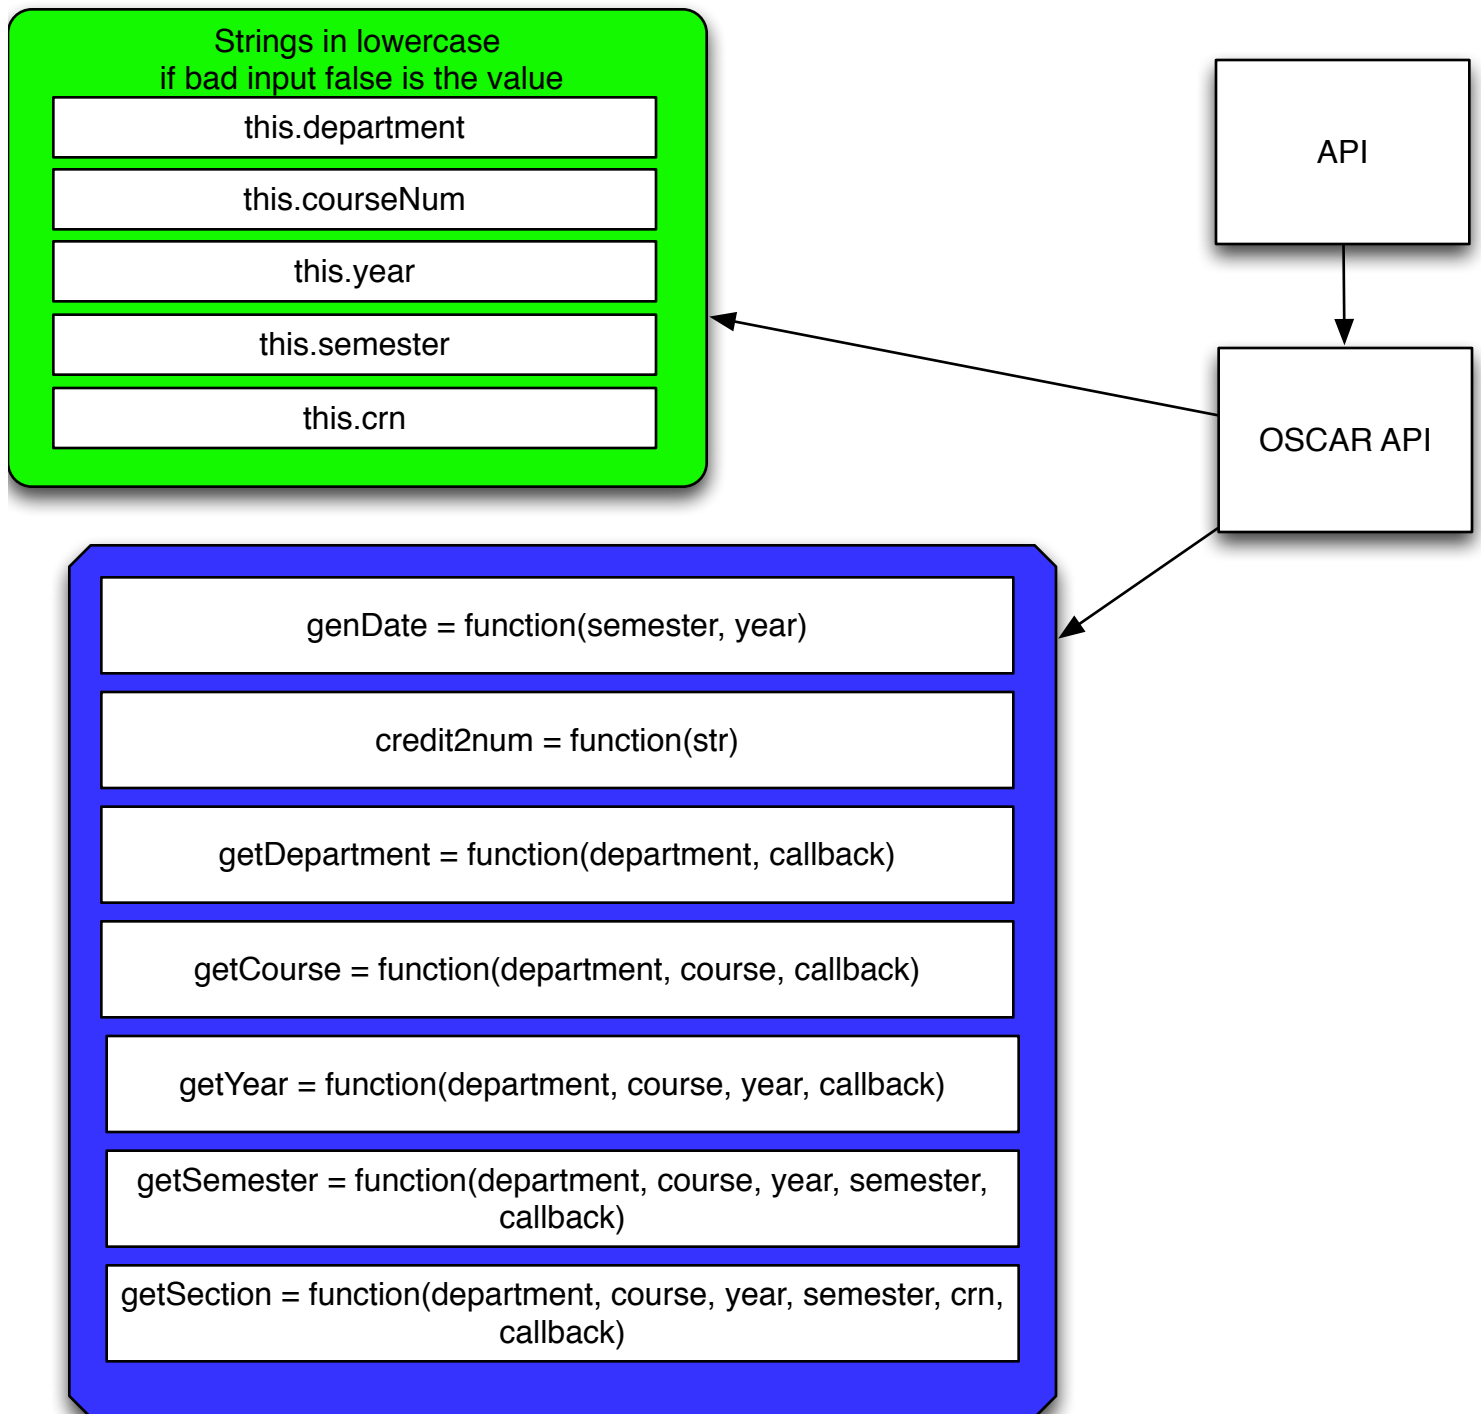 Strings in lowercase
if bad input false is the value
this.department
this.courseNum
this.year
this.semester
this.crn
API
OSCAR API
genDate = function(semester, year)
credit2num = function(str)
getDepartment = function(department, callback)
getCourse = function(department, course, callback)
getYear = function(department, course, year, callback)
getSemester = function(department, course, year, semester,
callback)
getSection = function(department, course, year, semester, crn,
callback)